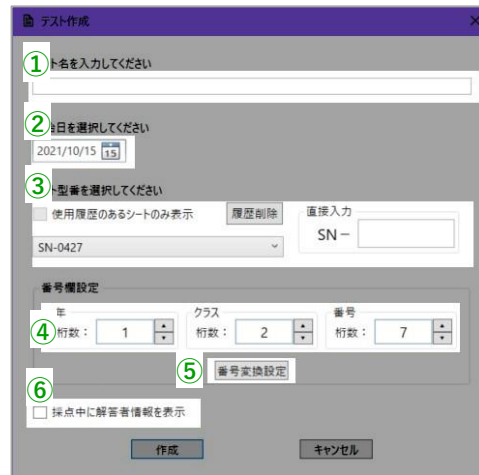 テスト作成
①
ト名を入力してください
②
日を選択してください
2021/10/15 15
③
ト型番を選択してください
使用履歴のあるシートのみ表示 履歴削除 直接入力
SN-0427 SN－
番号欄設定
年 クラス 番号
④ 桁数： 1 桁数： 2 桁数： 7
⑤ 番号変換設定
⑥
採点中に解答者情報を表示
作成 キャンセル